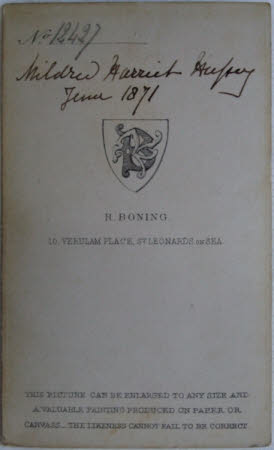 No 12427
Mildred Harriet Hussey
June 1871
R. BONING.
10, VERULAM PLACE, ST LEONARDS ON SEA.
THIS PICTURE CAN BE ENLARGED TO ANY SIZE AND
A VALUABLE PAINTING PRODUCED ON PAPER OR
CANVASS_ THE LIKENESS CANNOT FAIL TO BE CORRECT.